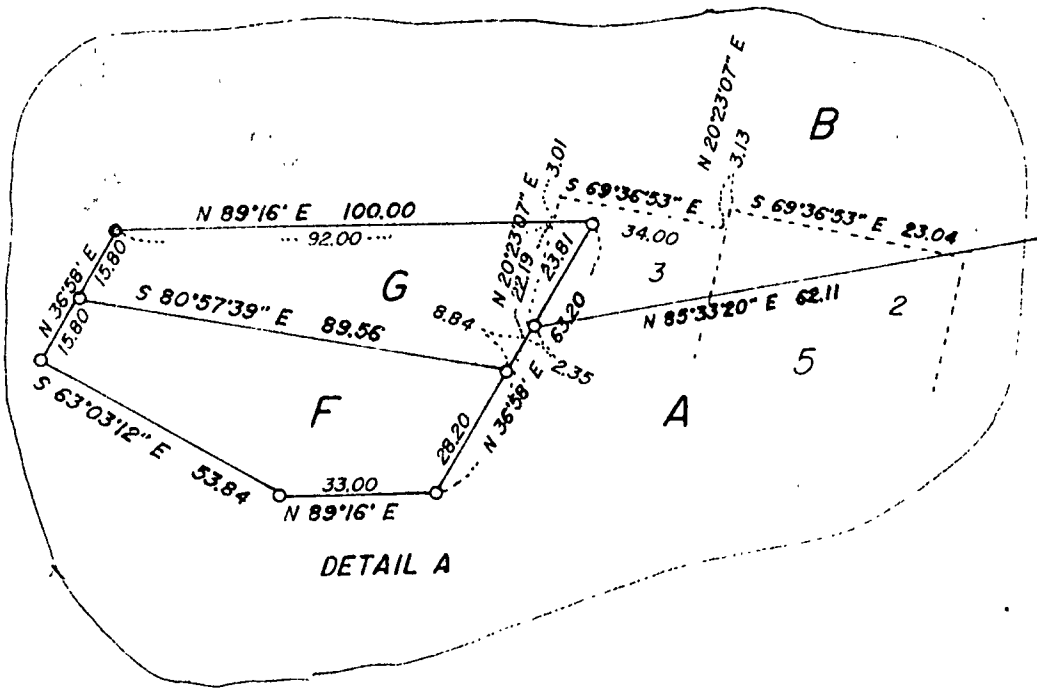 N 20°23'07" E
3.13
B
N 20°23'07" E
3.01
S 69°36'53" E
34.00
S 69°36'53" E 23.04
N 89°16' E 100.00
92.00
N 36°58' E
15.80
15.80
G
22.19
23.81
3
S 80°57'39" E 89.56
8.84
63.20
N 85°33'20" E 62.11
2
2.35
5
S 63°03'12" E 53.84
F
28.20
N 36°58' E
A
33.00
N 89°16' E
DETAIL A